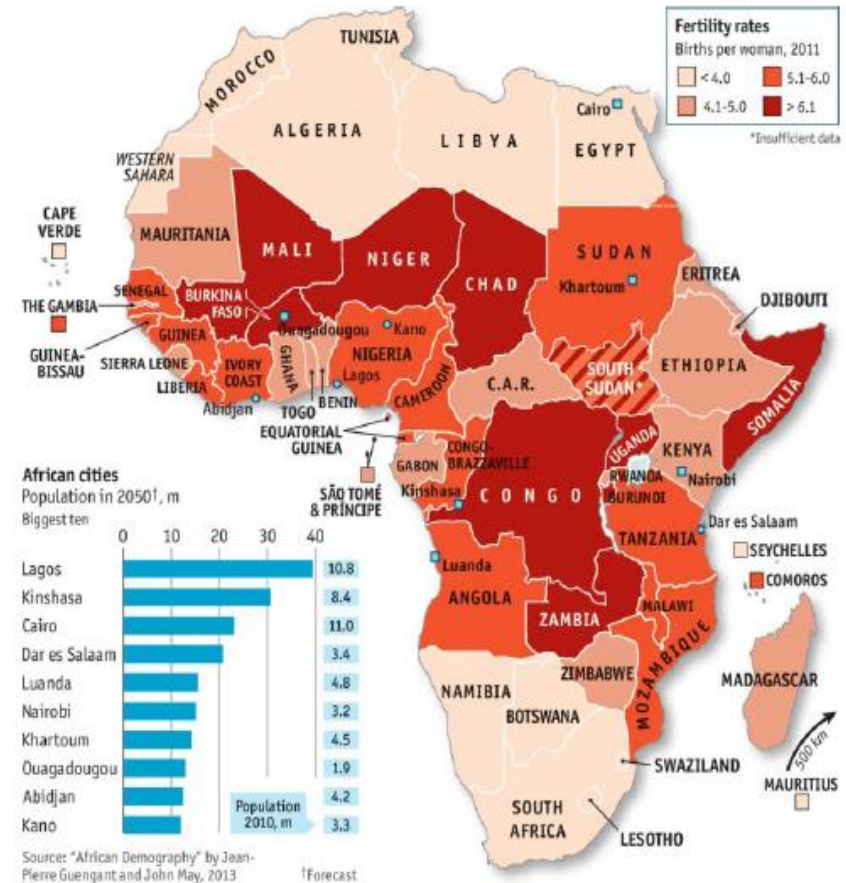 Fertility rates
Births per woman, 2011
< 4.0
5.1-6.0
4.1-5.0
> 6.1
*Insufficient data
TUNISIA
MOROCCO
ALGERIA
LIBYA
Cairo
EGYPT
WESTERN
SAHARA
CAPE
VERDE
MAURITANIA
MALI
NIGER
CHAD
SUDAN
Khartoum
ERITREA
DJIBOUTI
SENEGAL
THE GAMBIA
BURKINA
FASO
Ouagadougou
Kano
GUINEA-
BISSAU
GUINEA
SIERRA LEONE
LIBERIA
IVORY
COAST
Abidjan
GHANA
TOGO
BENIN
NIGERIA
Lagos
CAMEROON
C.A.R.
SOUTH
SUDAN*
ETHIOPIA
SOMALIA
EQUATORIAL
GUINEA
SÃO TOMÉ
& PRÍNCIPE
GABON
CONGO-
BRAZZAVILLE
Kinshasa
CONGO
UGANDA
KENYA
Nairobi
RWANDA
BURUNDI
TANZANIA
Dar es Salaam
SEYCHELLES
COMOROS
Luanda
ANGOLA
ZAMBIA
MALAWI
MOZAMBIQUE
ZIMBABWE
MADAGASCAR
NAMIBIA
BOTSWANA
SWAZILAND
SOUTH
AFRICA
LESOTHO
500 km
MAURITIUS
African cities
Population in 2050†, m
Biggest ten
0 10 20 30 40
Lagos 10.8
Kinshasa 8.4
Cairo 11.0
Dar es Salaam 3.4
Luanda 4.8
Nairobi 3.2
Khartoum 4.5
Ouagadougou 1.9
Abidjan 4.2
Kano 3.3
Population
2010, m
Source: "African Demography" by Jean-
Pierre Guengant and John May, 2013
†Forecast